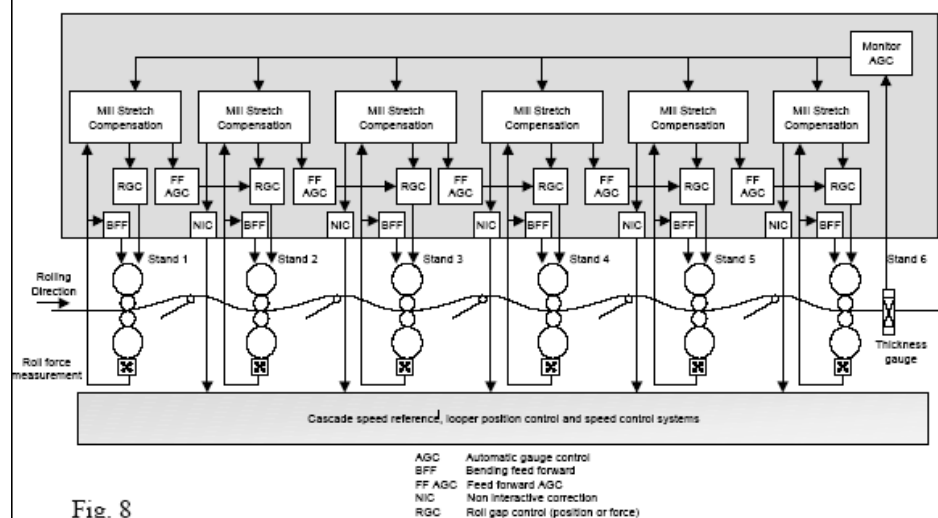 Monitor
AGC
Mill Stretch
Compensation
Mill Stretch
Compensation
Mill Stretch
Compensation
Mill Stretch
Compensation
Mill Stretch
Compensation
Mill Stretch
Compensation
RGC
FF
AGC
RGC
FF
AGC
RGC
FF
AGC
RGC
FF
AGC
RGC
FF
AGC
RGC
BFF
NIC
BFF
NIC
BFF
NIC
BFF
NIC
BFF
NIC
BFF
Stand 1
Stand 2
Stand 3
Stand 4
Stand 5
Stand 6
Rolling
Direction
Roll force
measurement
Thickness
gauge
Cascade speed reference, looper position control and speed control systems
AGC Automatic gauge control
BFF Bending feed forward
FF AGC Feed forward AGC
NIC Non interactive correction
RGC Roll gap control (position or force)
Fig. 8